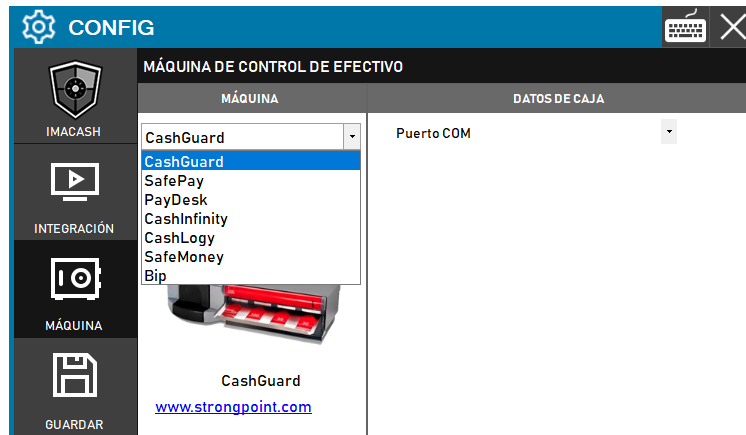 CONFIG
MÁQUINA DE CONTROL DE EFECTIVO
MÁQUINA
DATOS DE CAJA
IMACASH
INTEGRACIÓN
MÁQUINA
GUARDAR
CashGuard
CashGuard
SafePay
PayDesk
CashInfinity
CashLogy
SafeMoney
Bip
CashGuard
www.strongpoint.com
Puerto COM